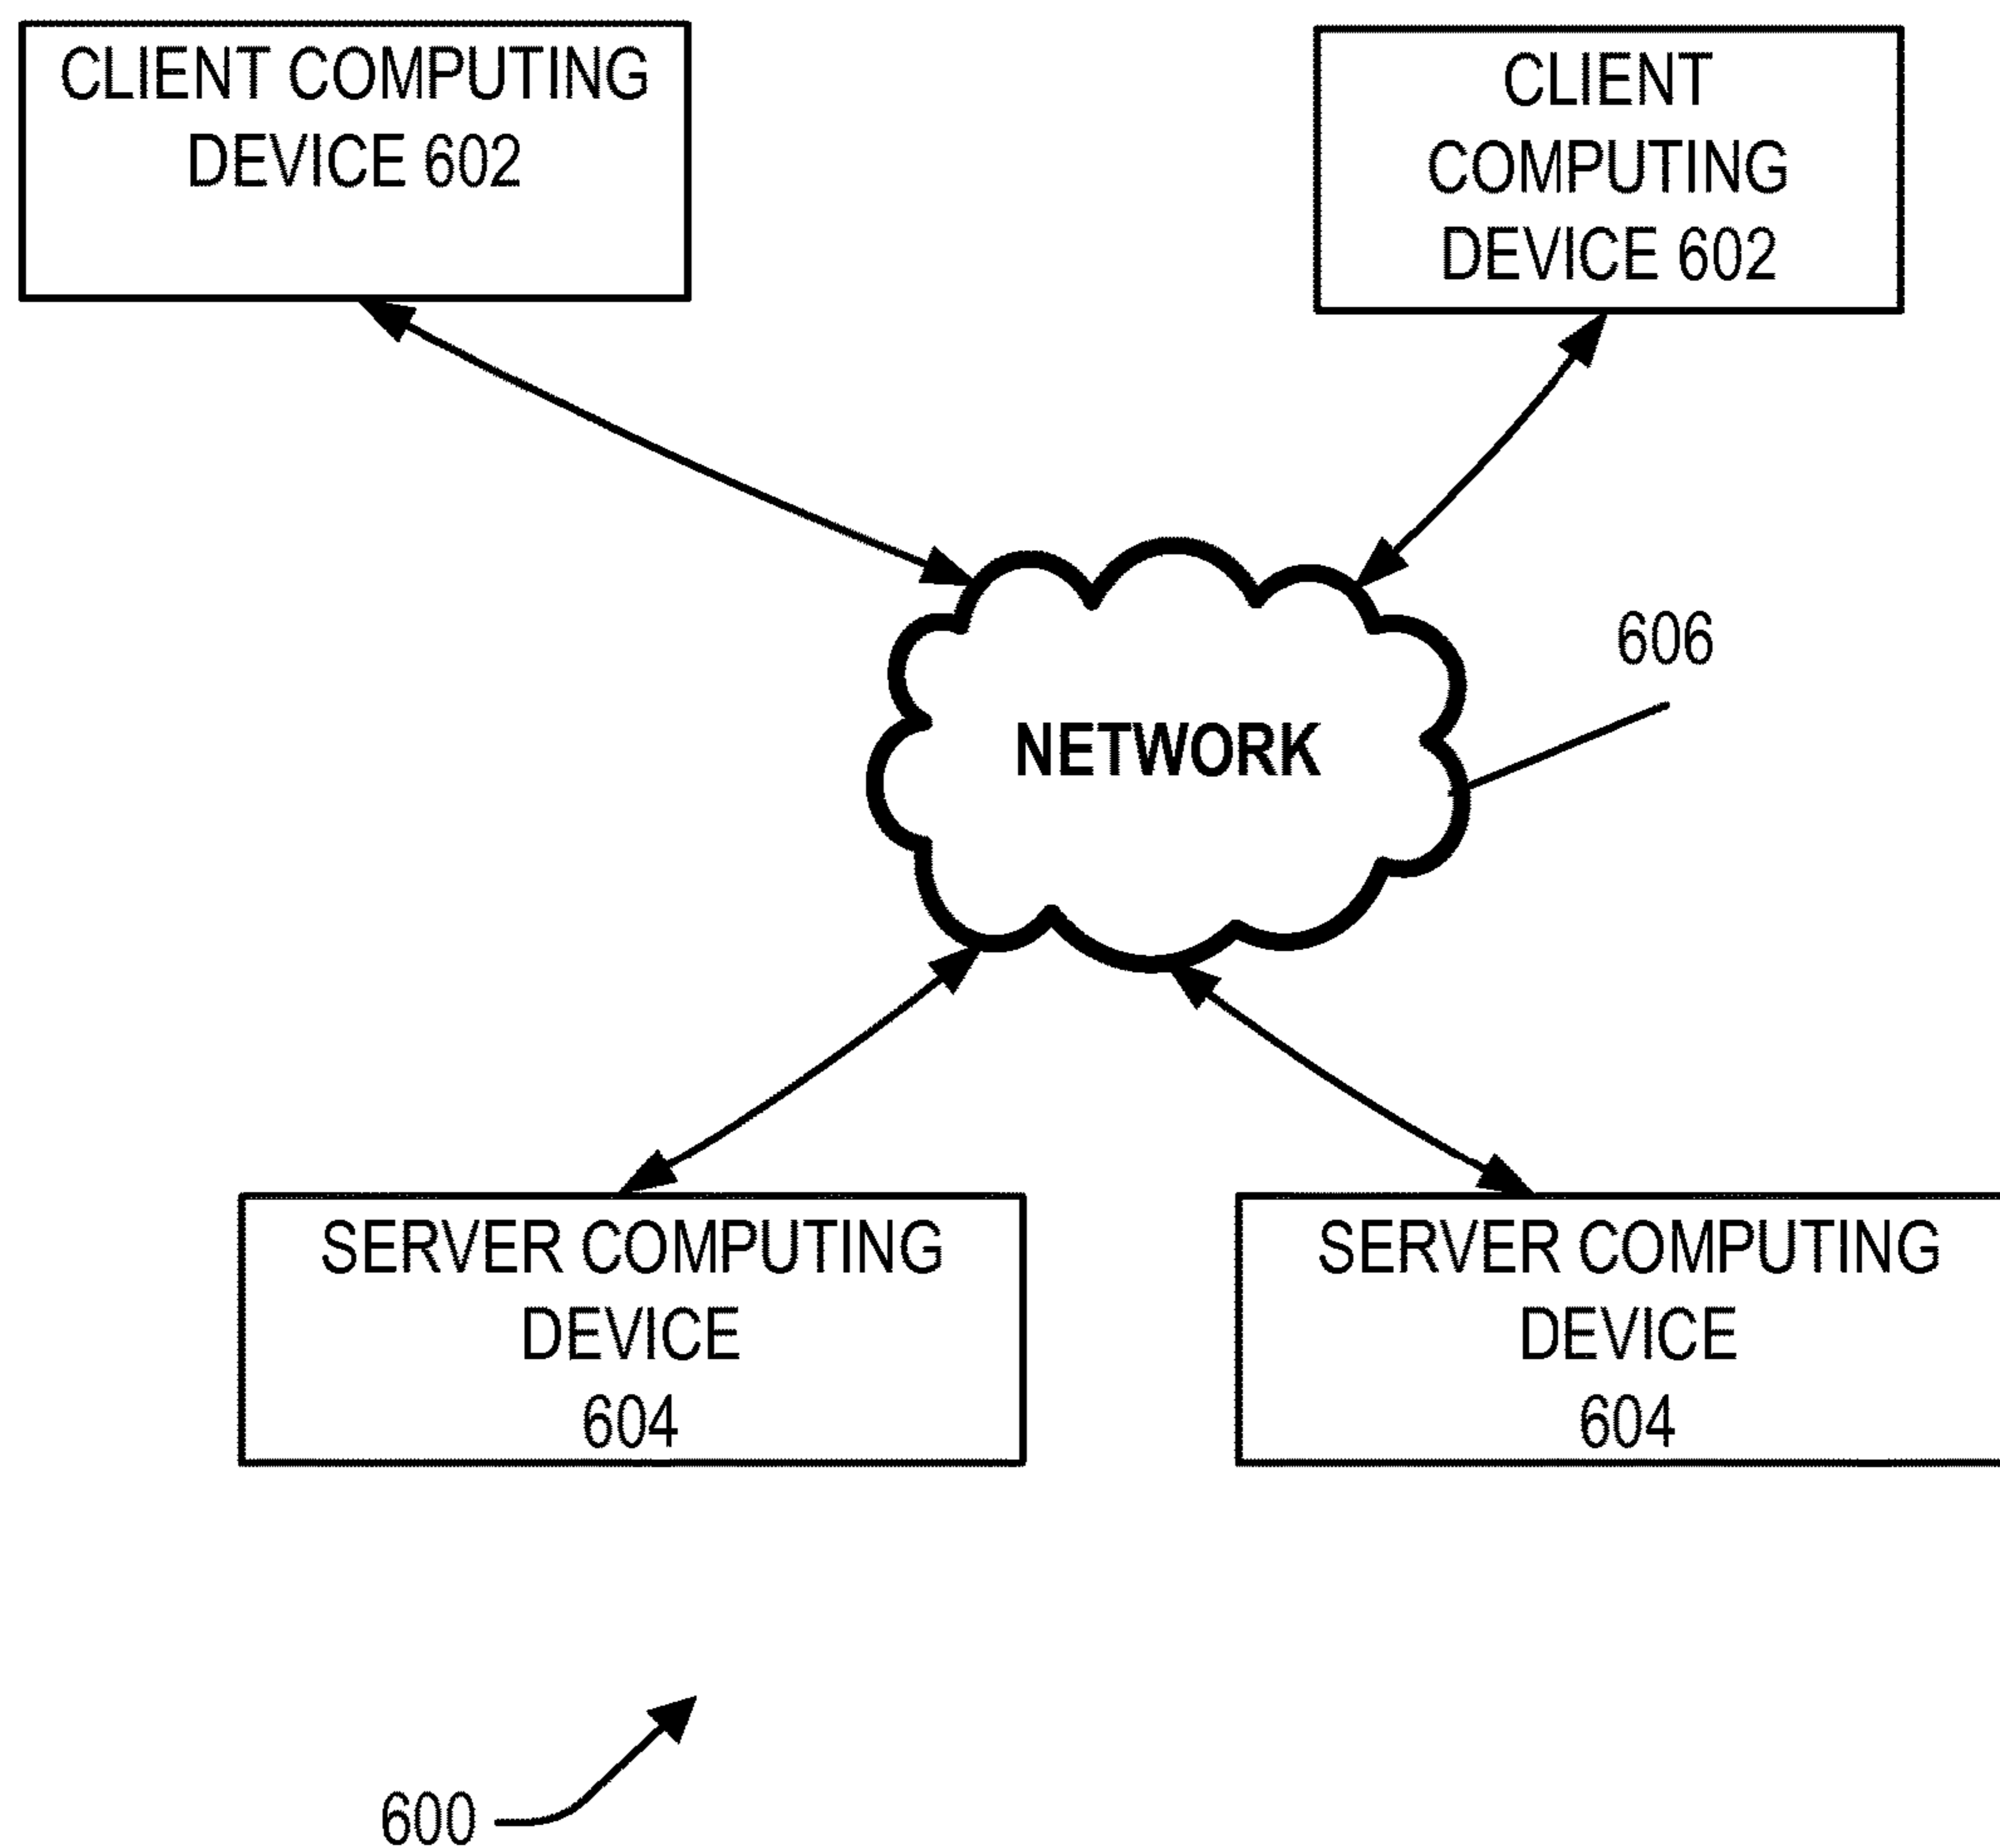 CLIENT COMPUTING
DEVICE 602
CLIENT
COMPUTING
DEVICE 602
606
NETWORK
SERVER COMPUTING
DEVICE
604
SERVER COMPUTING
DEVICE
604
600